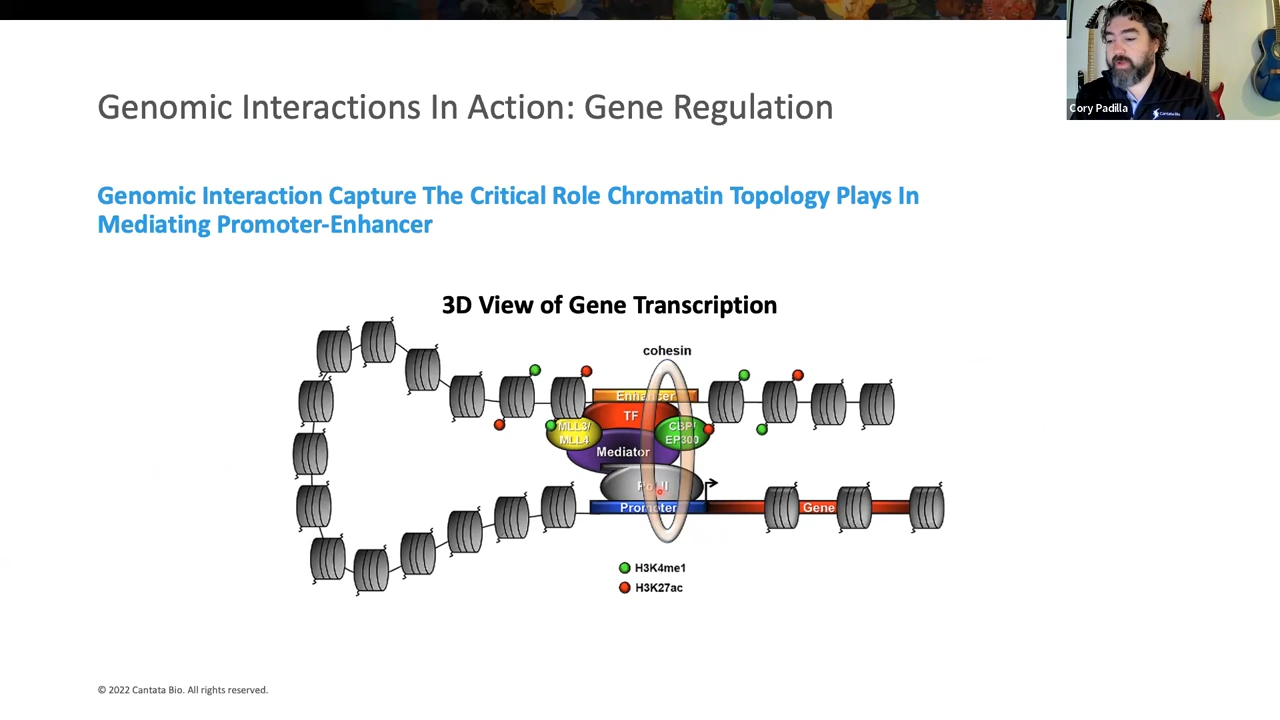 Cory Padilla
Genomic Interactions In Action: Gene Regulation
Genomic Interaction Capture The Critical Role Chromatin Topology Plays In
Mediating Promoter-Enhancer
3D View of Gene Transcription
cohesin
Enhancer
TF
MLL3/
MLL4
CBP/
EP300
Mediator
Pol II
Promoter
Gene
H3K4me1
H3K27ac
© 2022 Cantata Bio. All rights reserved.
Cantata Bio